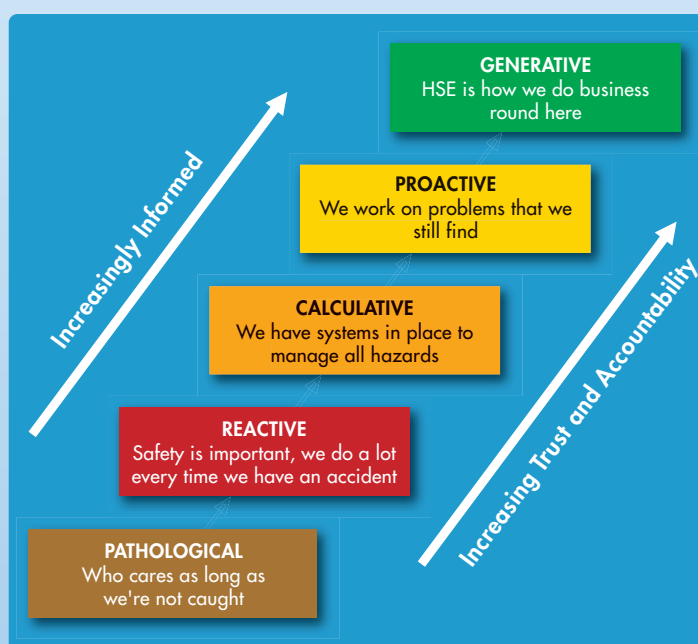 GENERATIVE
HSE is how we do business
round here
PROACTIVE
We work on problems that we
still find
CALCULATIVE
We have systems in place to
manage all hazards
REACTIVE
Safety is important, we do a lot
every time we have an accident
PATHOLOGICAL
Who cares as long as
we're not caught
Increasingly Informed
Increasing Trust and Accountability